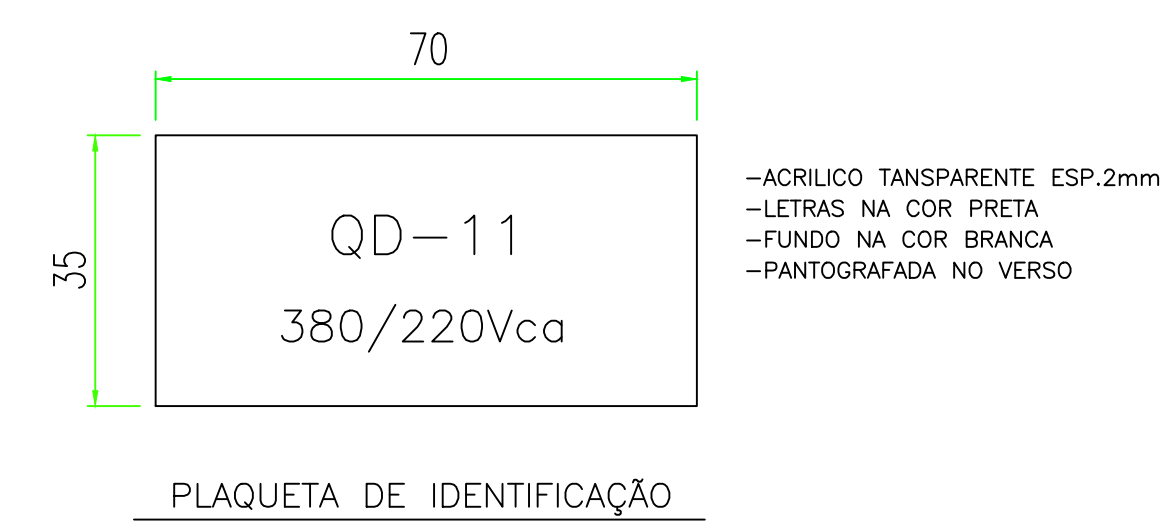 70
35
QD-11
380/220Vca
-ACRILICO TANSPARENTE ESP.2mm
-LETRAS NA COR PRETA
-FUNDO NA COR BRANCA
-PANTOGRAFADA NO VERSO
PLAQUETA DE IDENTIFICAÇÃO